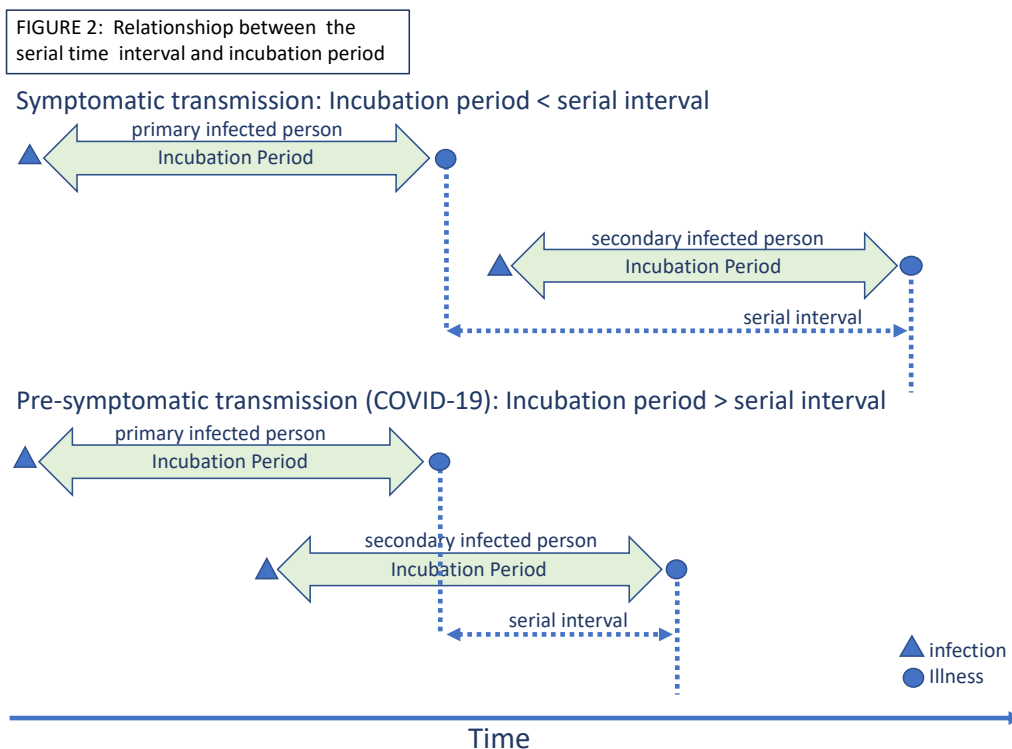 FIGURE 2:  Relationshiop between  the
serial time  interval and incubation period
Symptomatic transmission: Incubation period < serial interval
primary infected person
Incubation Period
secondary infected person
Incubation Period
serial interval
Pre-symptomatic transmission (COVID-19): Incubation period > serial interval
primary infected person
Incubation Period
secondary infected person
Incubation Period
serial interval
infection
Illness
Time